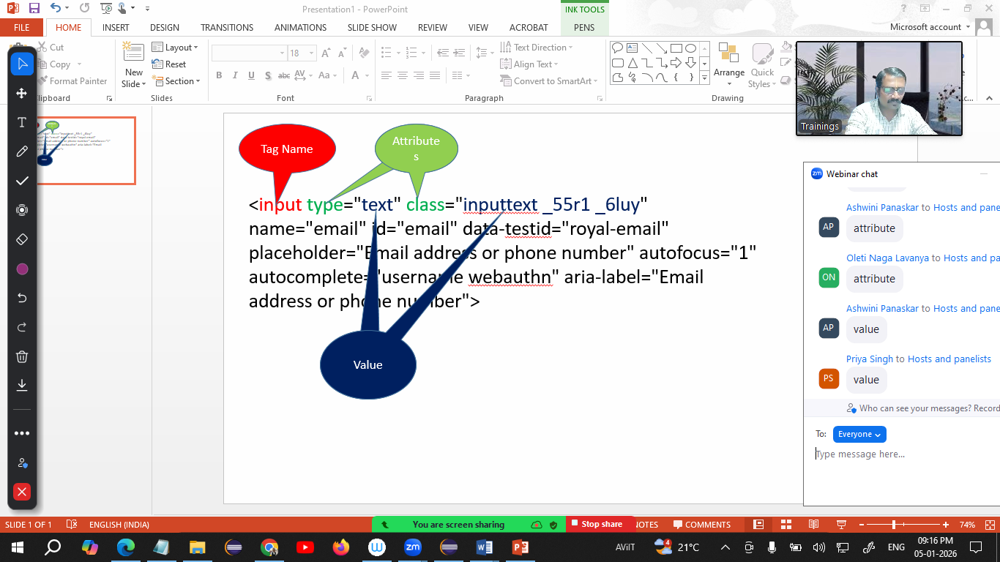 Presentation1 - PowerPoint
INK TOOLS
FILE
HOME
INSERT
DESIGN
TRANSITIONS
ANIMATIONS
SLIDE SHOW
REVIEW
VIEW
ACROBAT
PENS
Microsoft account
Cut
Copy
Format Painter
New
Slide
Layout
Reset
Section
18
Text Direction
Align Text
Convert to SmartArt
Arrange
Quick
Styles
Slides
Font
Paragraph
Drawing
Trainings
Tag Name
Attribute
s
<input type="text" class="inputtext _55r1 _6luy"
name="email" id="email" data-testid="royal-email"
placeholder="Email address or phone number" autofocus="1"
autocomplete="username webauthn" aria-label="Email
address or phone number">
Value
Webinar chat
Ashwini Panaskar to Hosts and pane
AP
attribute
Oleti Naga Lavanya to Hosts and pa
ON
attribute
Ashwini Panaskar to Hosts and pane
AP
value
Priya Singh to Hosts and panelists
PS
value
Who can see your messages? Record
To: Everyone
Type message here...
SLIDE 1 OF 1
ENGLISH (INDIA)
You are screen sharing
Stop share
NOTES
COMMENTS
74%
AViIT
21°C
ENG
09:16 PM
05-01-2026